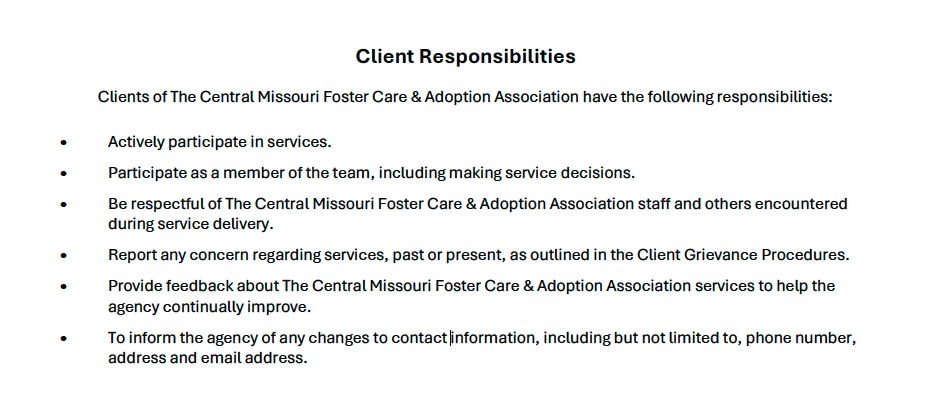 Client Responsibilities
Clients of The Central Missouri Foster Care & Adoption Association have the following responsibilities:
• Actively participate in services.
• Participate as a member of the team, including making service decisions.
• Be respectful of The Central Missouri Foster Care & Adoption Association staff and others encountered
during service delivery.
• Report any concern regarding services, past or present, as outlined in the Client Grievance Procedures.
• Provide feedback about The Central Missouri Foster Care & Adoption Association services to help the
agency continually improve.
• To inform the agency of any changes to contact information, including but not limited to, phone number,
address and email address.